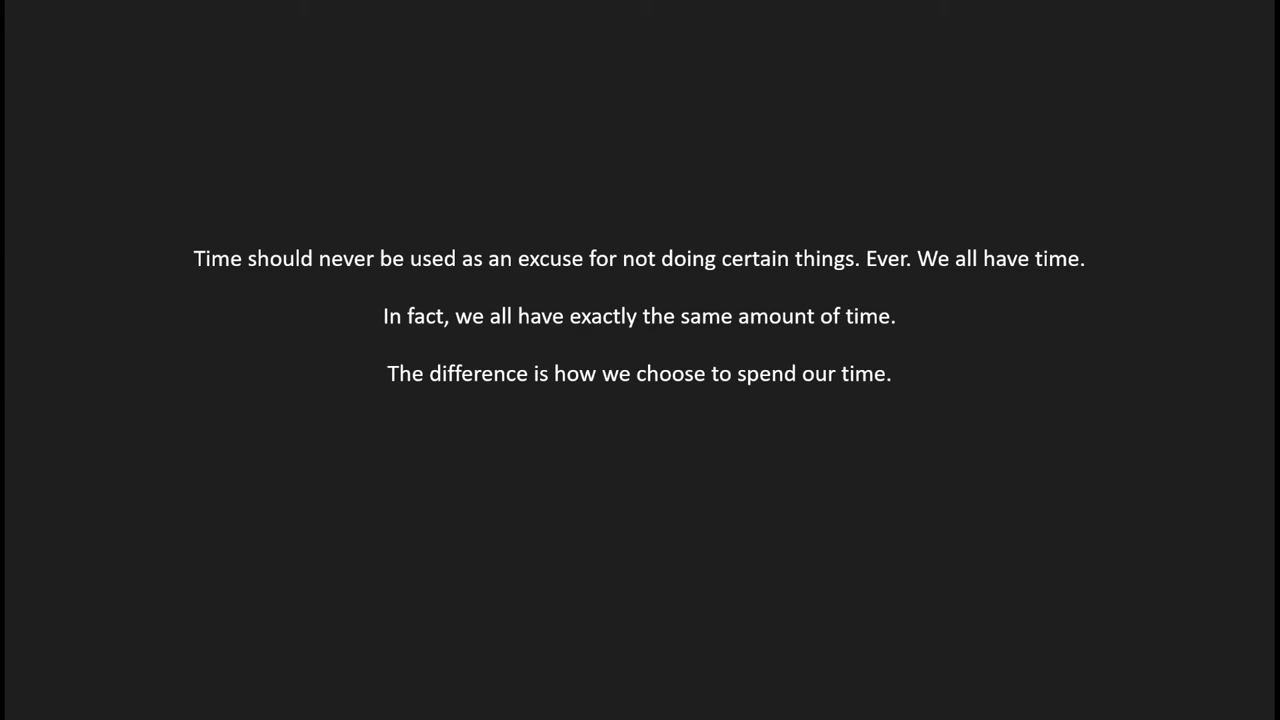 Time should never be used as an excuse for not doing certain things. Ever. We all have time.
In fact, we all have exactly the same amount of time.
The difference is how we choose to spend our time.